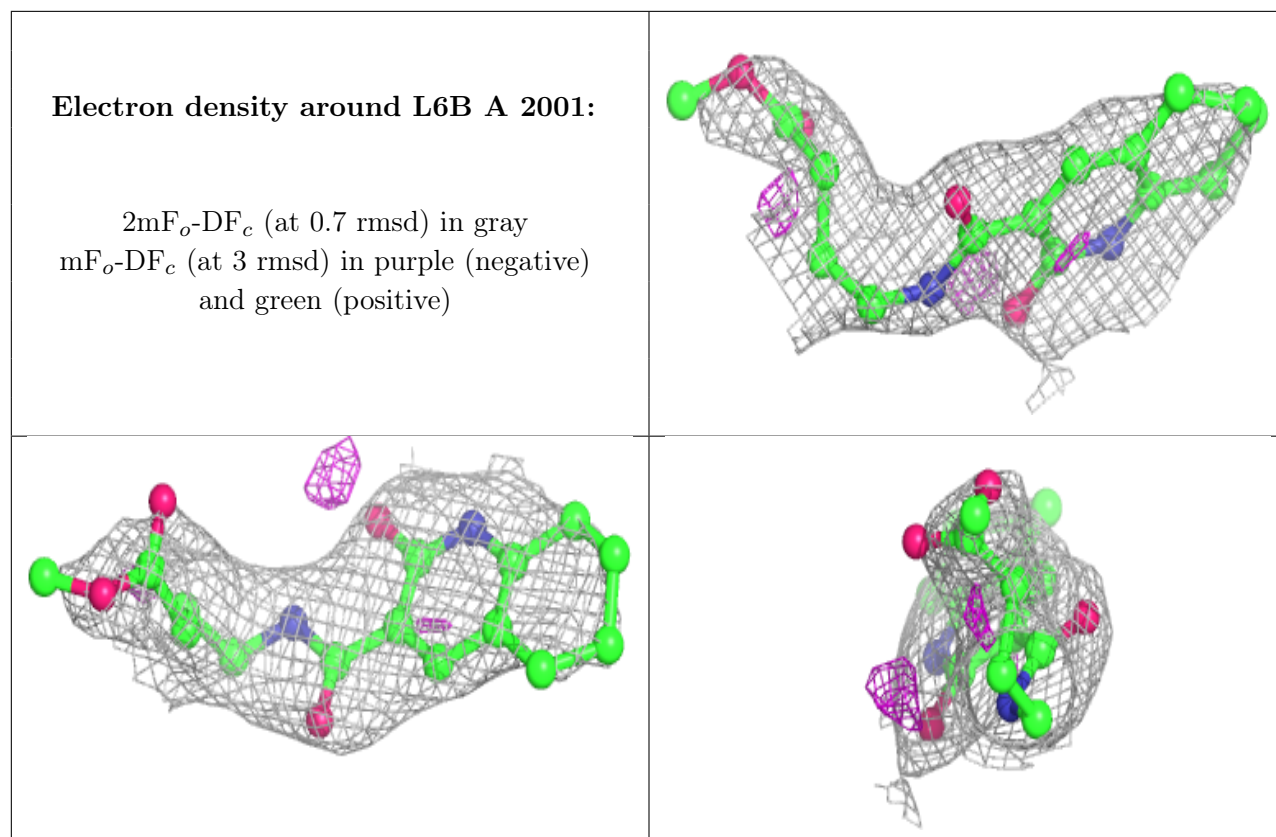 Electron density around L6B A 2001:
2mFo-DFc (at 0.7 rmsd) in gray
mFo-DFc (at 3 rmsd) in purple (negative)
and green (positive)